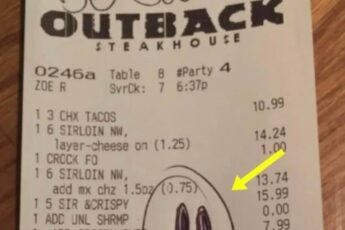 OUTBACK
STEAKHOUSE
0246a Table 8 #Party 4
ZOE R SvrCk: 7 6:37p
1 3 CHX TACOS 10.99
1 6 SIRLOIN NW,
layer-cheese on (1.25) 14.24
1 CROCK FO 1.00
1 6 SIRLOIN NW,
add mx chz 1.5oz (0.75) 13.74
1 5 SIR &CRISPY 15.99
1 ADD UNL SHRMP 0.00
7.99